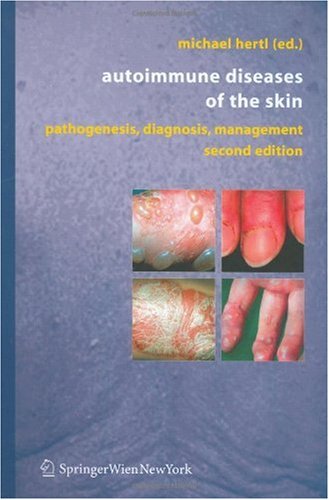 michael hertl (ed.)
autoimmune diseases
of the skin
pathogenesis, diagnosis, management
second edition
SpringerWienNewYork